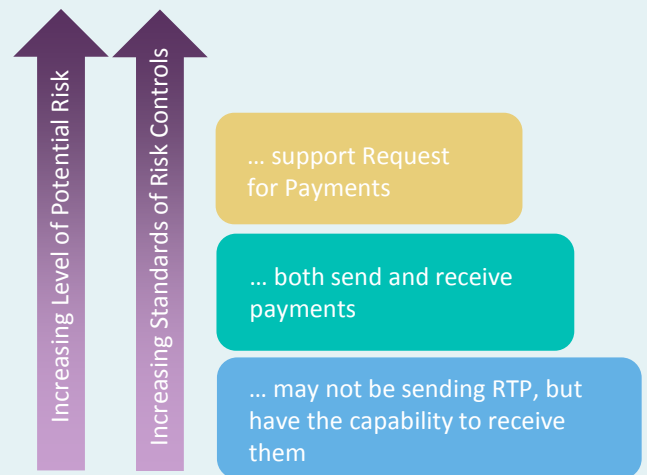 Increasing Level of Potential Risk
Increasing Standards of Risk Controls
... support Request
for Payments
... both send and receive
payments
... may not be sending RTP, but
have the capability to receive
them